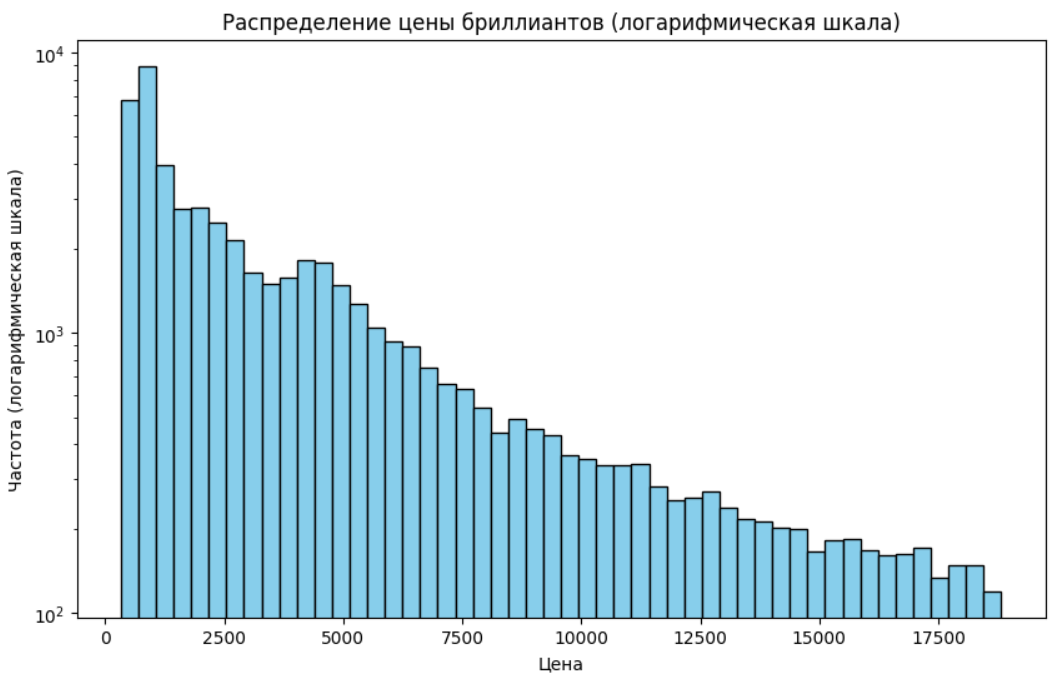 Распределение цены бриллиантов (логарифмическая шкала)
Частота (логарифмическая шкала)
10⁴
10³
10²
0 2500 5000 7500 10000 12500 15000 17500
Цена